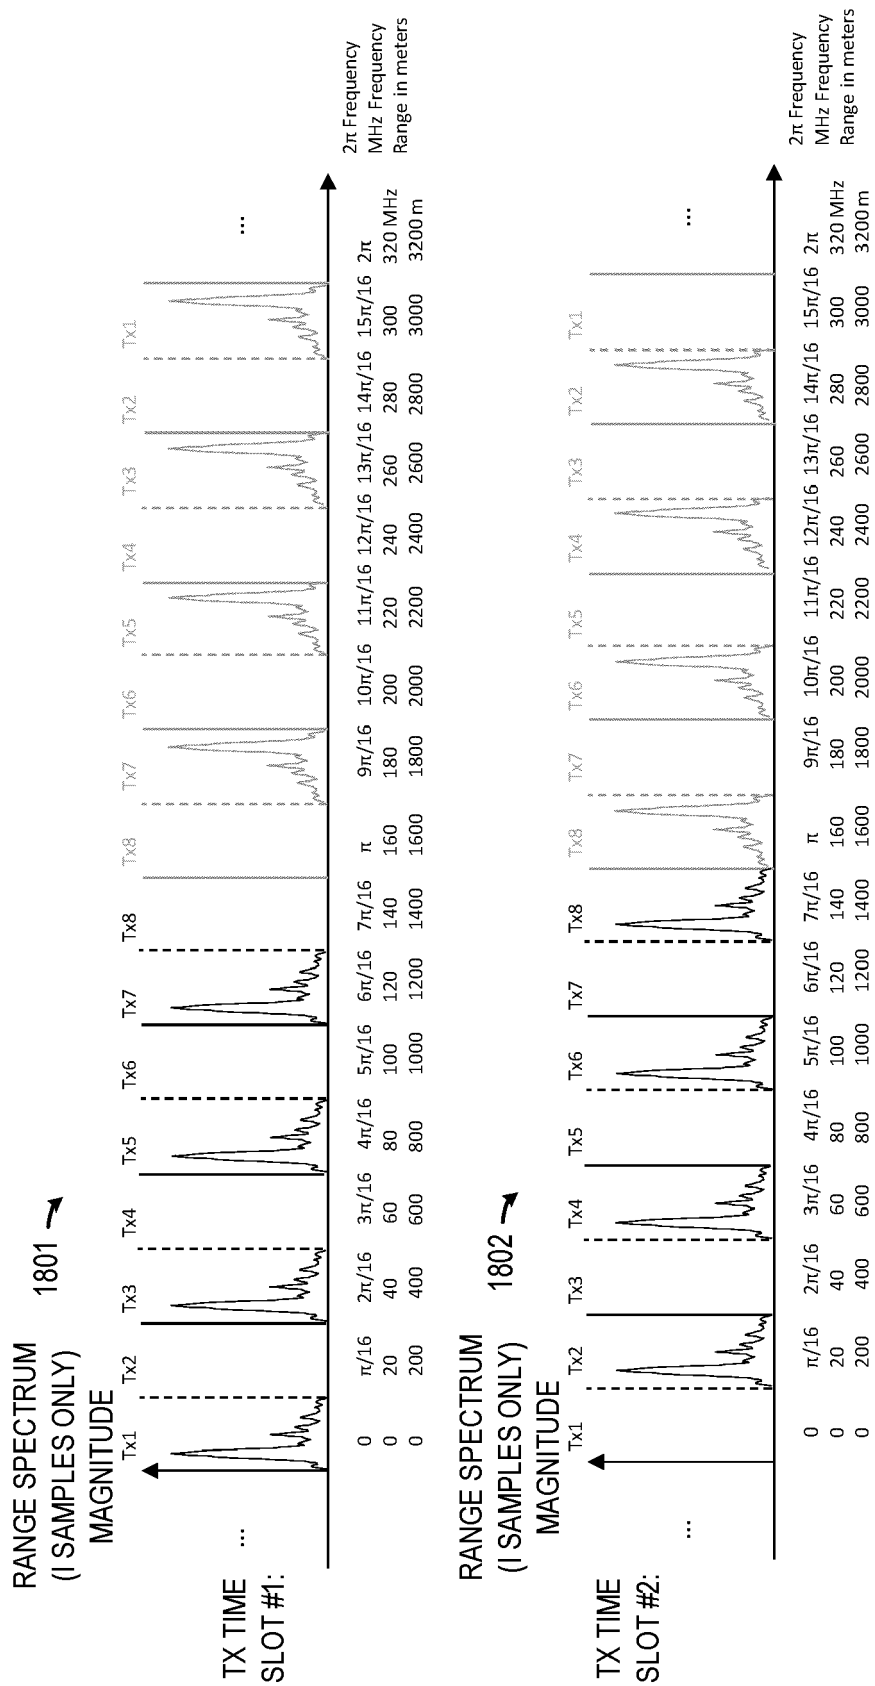 RANGE SPECTRUM
(I SAMPLES ONLY)
MAGNITUDE
1801
TX TIME
SLOT #1:
...
Tx1 Tx2 Tx3 Tx4 Tx5 Tx6 Tx7 Tx8 Tx8 Tx7 Tx6 Tx5 Tx4 Tx3 Tx2 Tx1
...
0 π/16 2π/16 3π/16 4π/16 5π/16 6π/16 7π/16 π 9π/16 10π/16 11π/16 12π/16 13π/16 14π/16 15π/16 2π 2π Frequency
0 20 40 60 80 100 120 140 160 180 200 220 240 260 280 300 320 MHz MHz Frequency
0 200 400 600 800 1000 1200 1400 1600 1800 2000 2200 2400 2600 2800 3000 3200 m Range in meters
RANGE SPECTRUM
(I SAMPLES ONLY)
MAGNITUDE
1802
TX TIME
SLOT #2:
...
Tx1 Tx2 Tx3 Tx4 Tx5 Tx6 Tx7 Tx8 Tx8 Tx7 Tx6 Tx5 Tx4 Tx3 Tx2 Tx1
...
0 π/16 2π/16 3π/16 4π/16 5π/16 6π/16 7π/16 π 9π/16 10π/16 11π/16 12π/16 13π/16 14π/16 15π/16 2π 2π Frequency
0 20 40 60 80 100 120 140 160 180 200 220 240 260 280 300 320 MHz MHz Frequency
0 200 400 600 800 1000 1200 1400 1600 1800 2000 2200 2400 2600 2800 3000 3200 m Range in meters